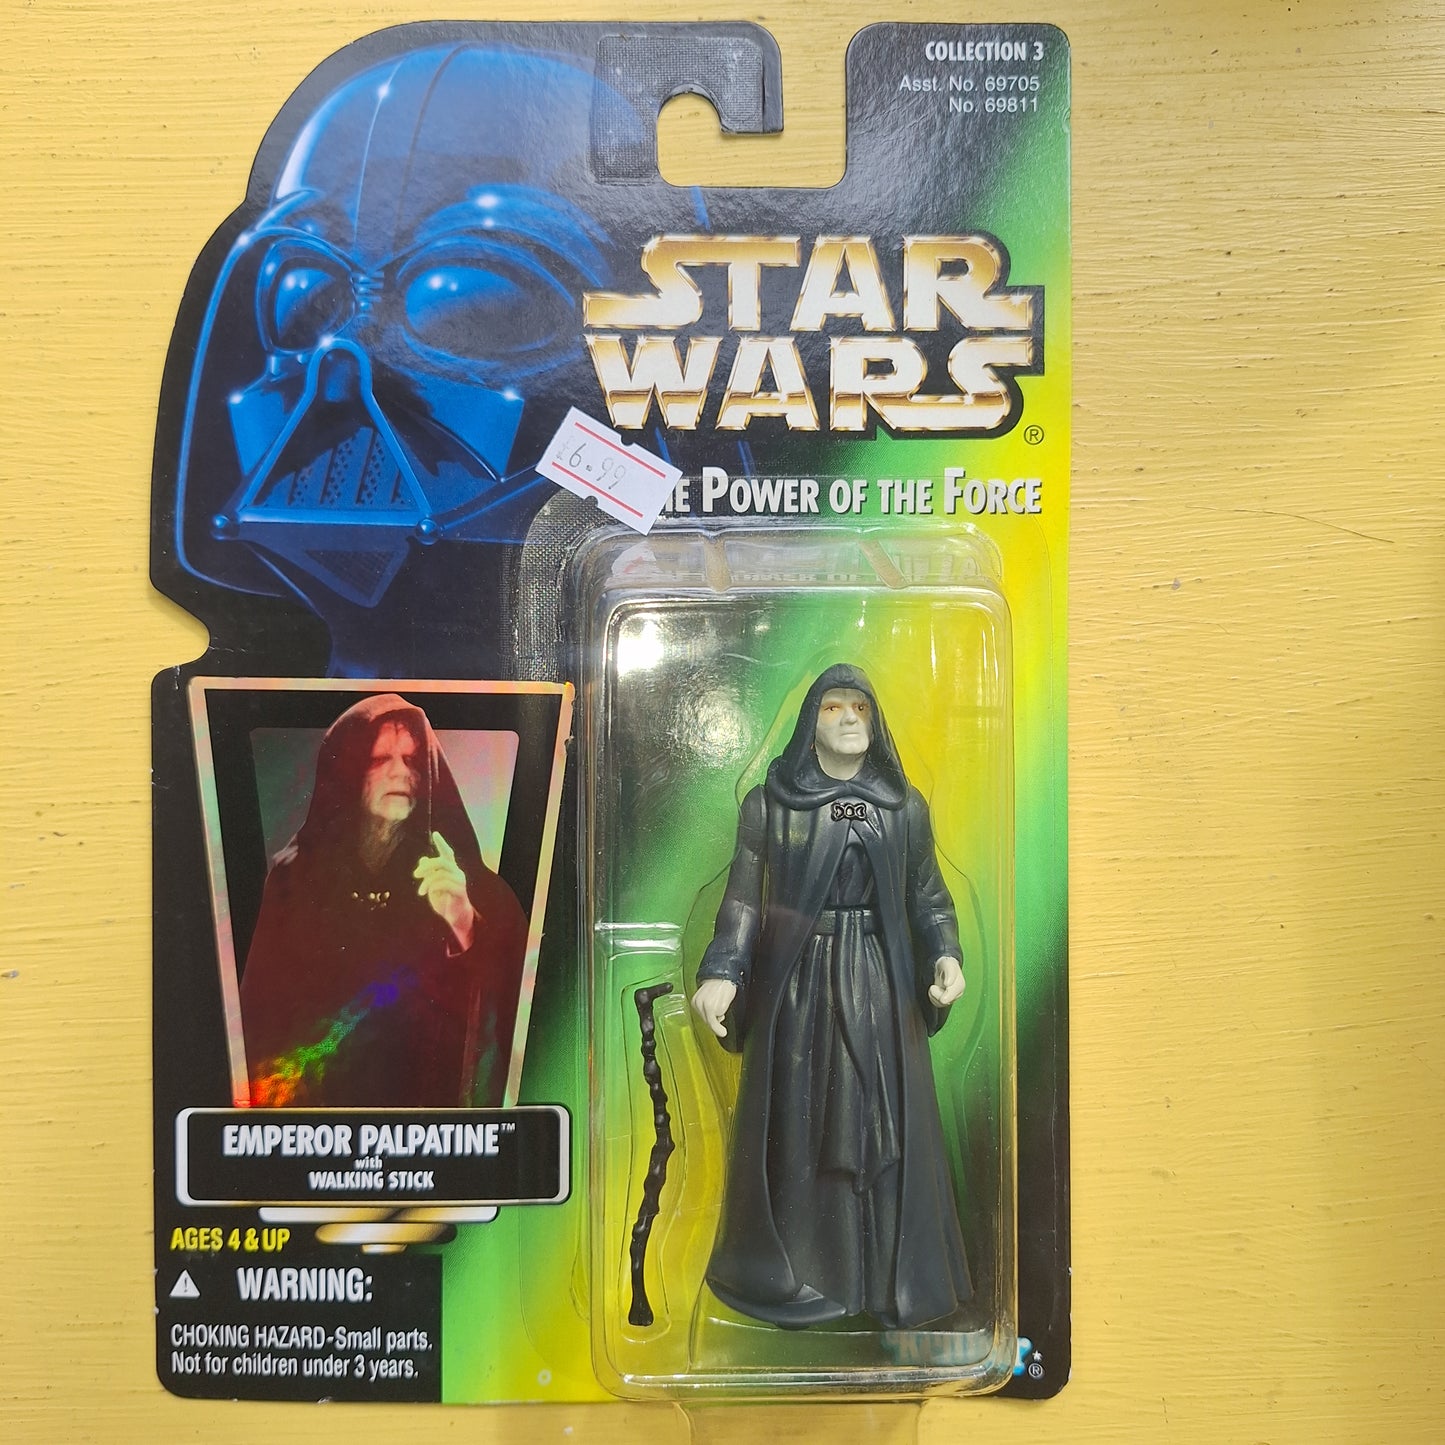 COLLECTION 3
Asst. No. 69705
No. 69811
STAR
WARS®
£6.99
POWER OF THE FORCE
EMPEROR PALPATINE™
with
WALKING STICK
AGES 4 & UP
WARNING:
CHOKING HAZARD-Small parts.
Not for children under 3 years.
®